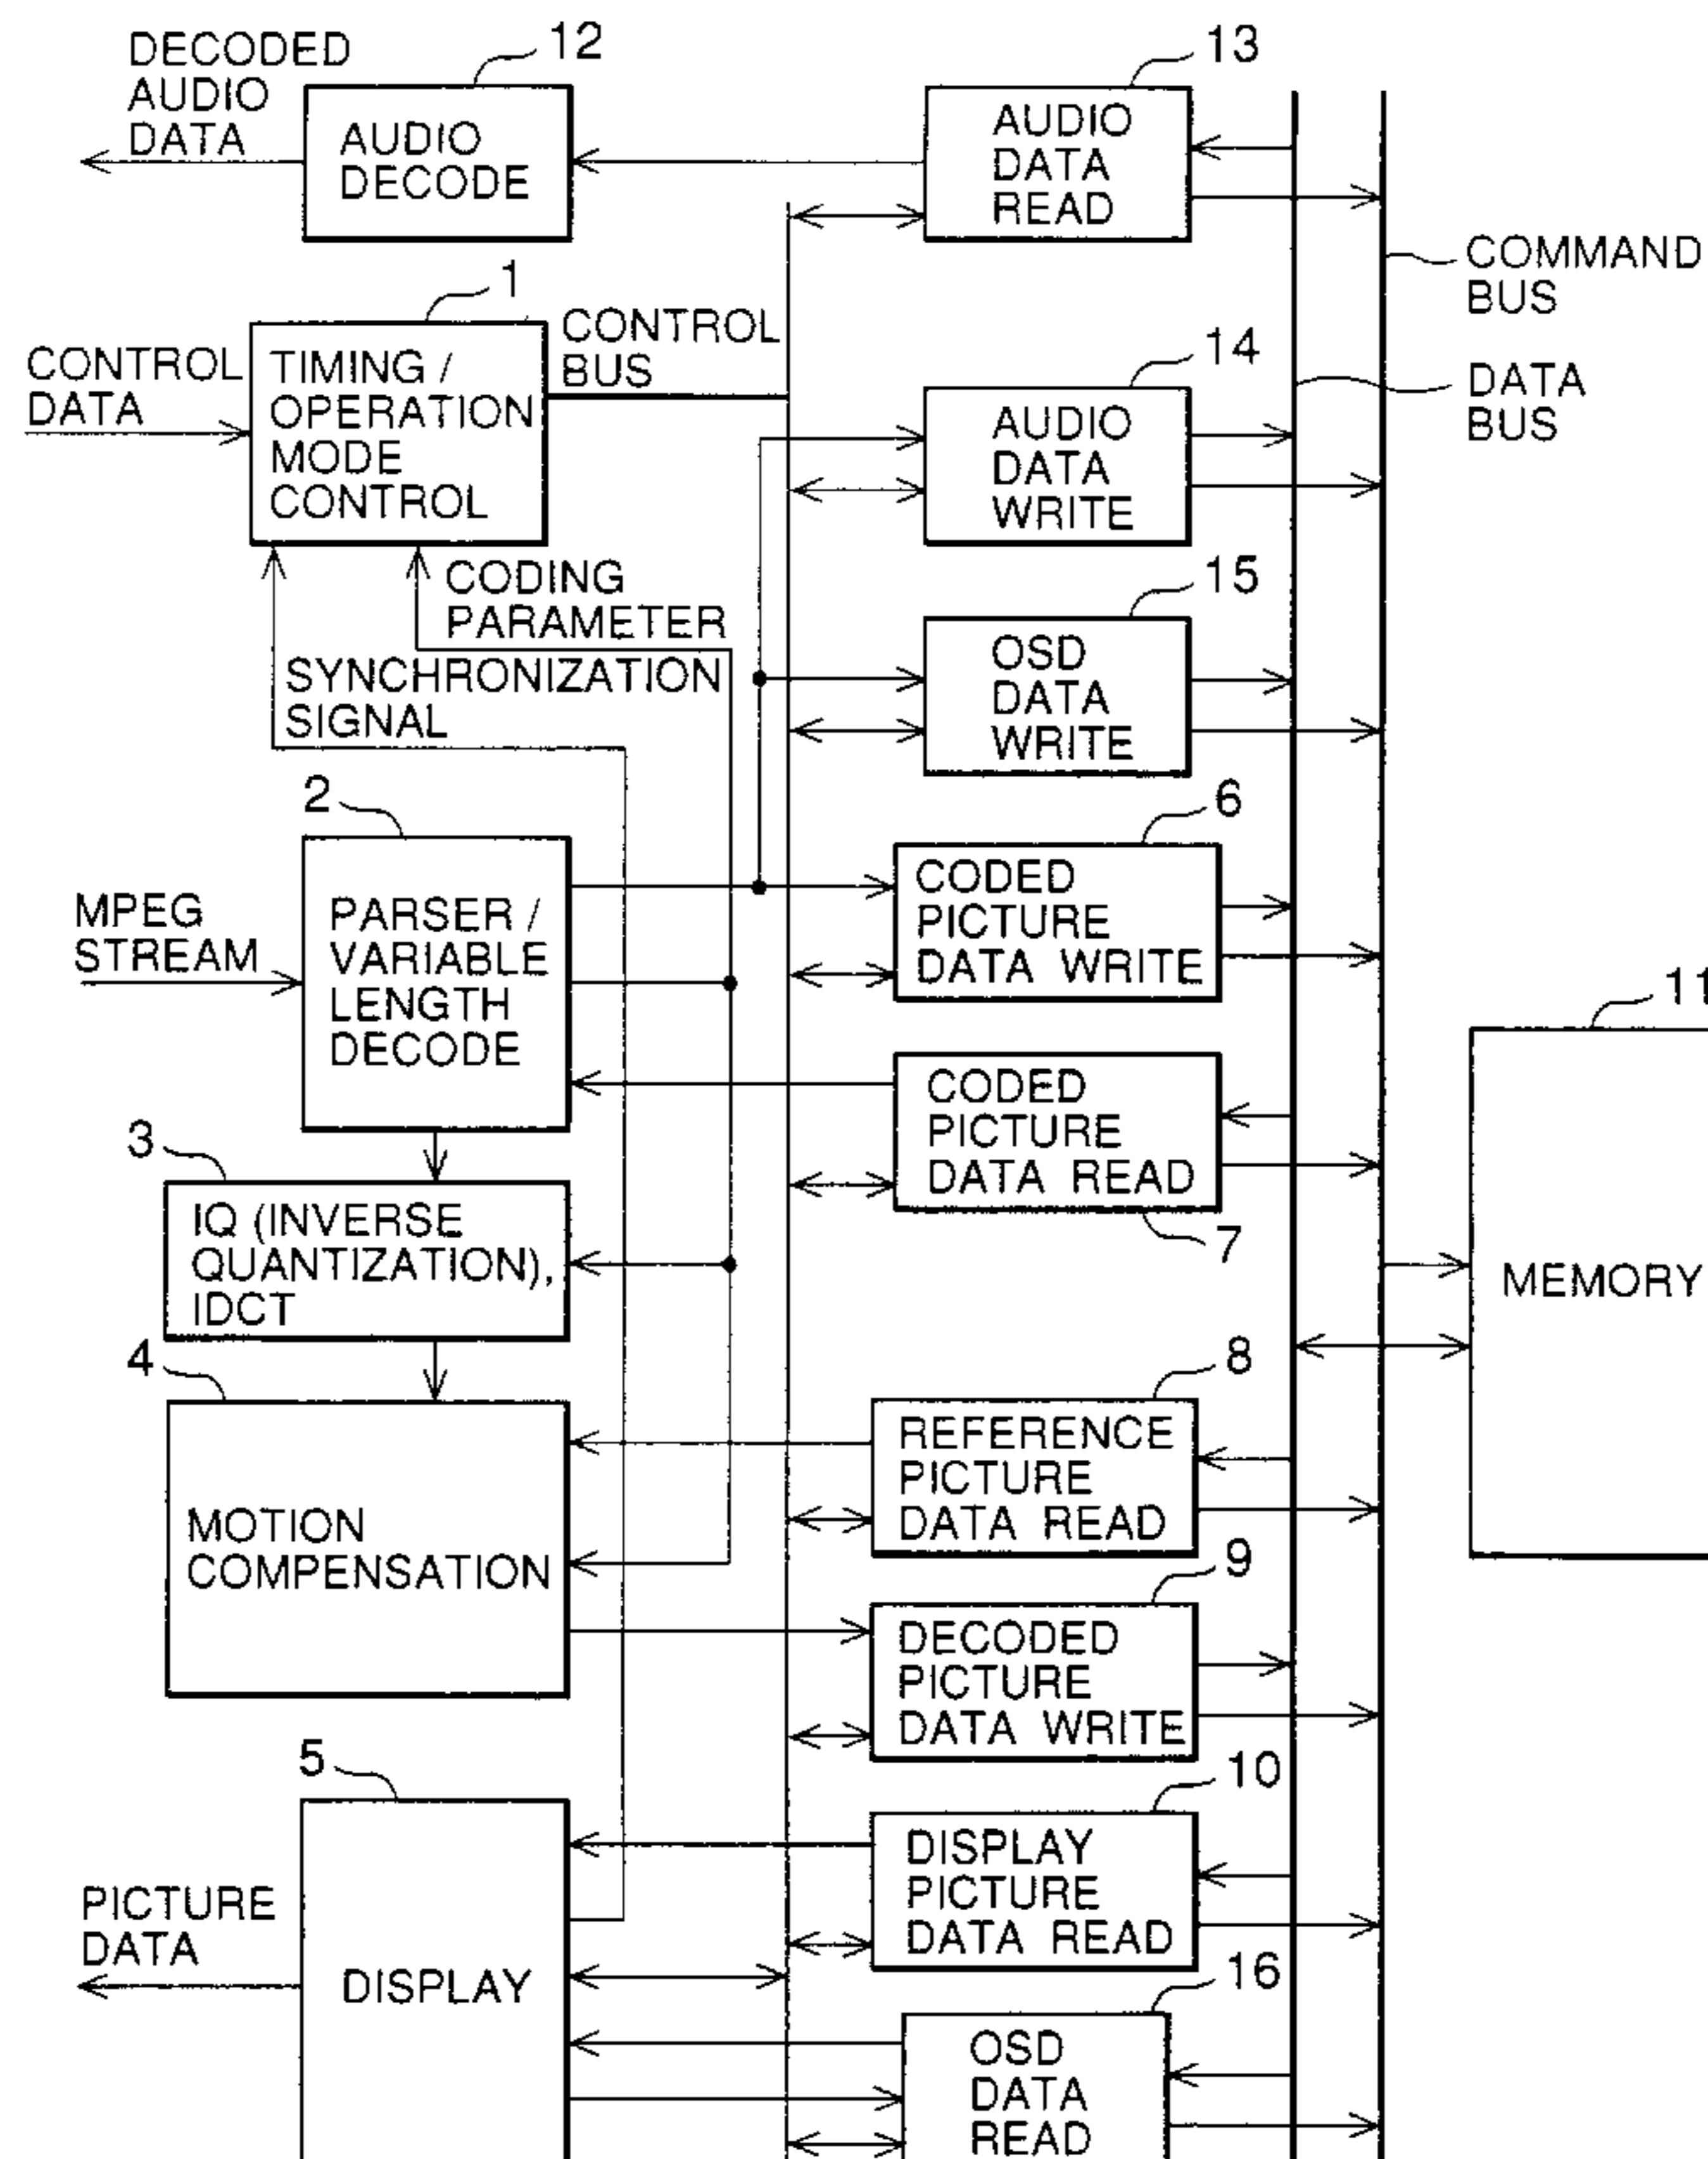 DECODED
AUDIO
DATA
12
AUDIO
DECODE
13
AUDIO
DATA
READ
COMMAND
BUS
1
CONTROL
DATA
TIMING /
OPERATION
MODE
CONTROL
CONTROL
BUS
14
AUDIO
DATA
WRITE
DATA
BUS
CODING
PARAMETER
SYNCHRONIZATION
SIGNAL
15
OSD
DATA
WRITE
2
MPEG
STREAM
PARSER /
VARIABLE
LENGTH
DECODE
6
CODED
PICTURE
DATA WRITE
11
MEMORY
CODED
PICTURE
DATA READ
7
3
IQ (INVERSE
QUANTIZATION),
IDCT
4
MOTION
COMPENSATION
8
REFERENCE
PICTURE
DATA READ
9
DECODED
PICTURE
DATA WRITE
5
PICTURE
DATA
DISPLAY
10
DISPLAY
PICTURE
DATA READ
16
OSD
DATA
READ